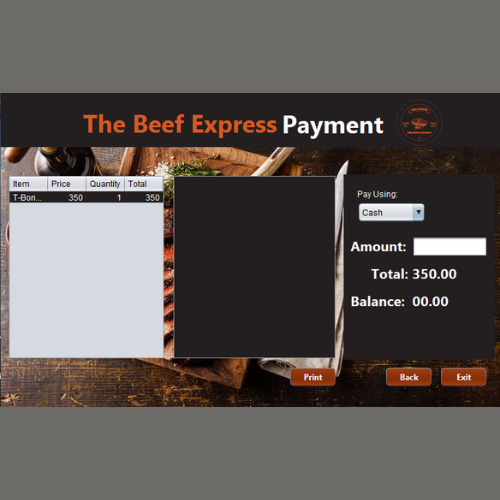 The Beef Express Payment
Item Price Quantity Total
T-Bon... 350 1 350
Pay Using:
Cash
Amount:
Total: 350.00
Balance: 00.00
Print
Back
Exit